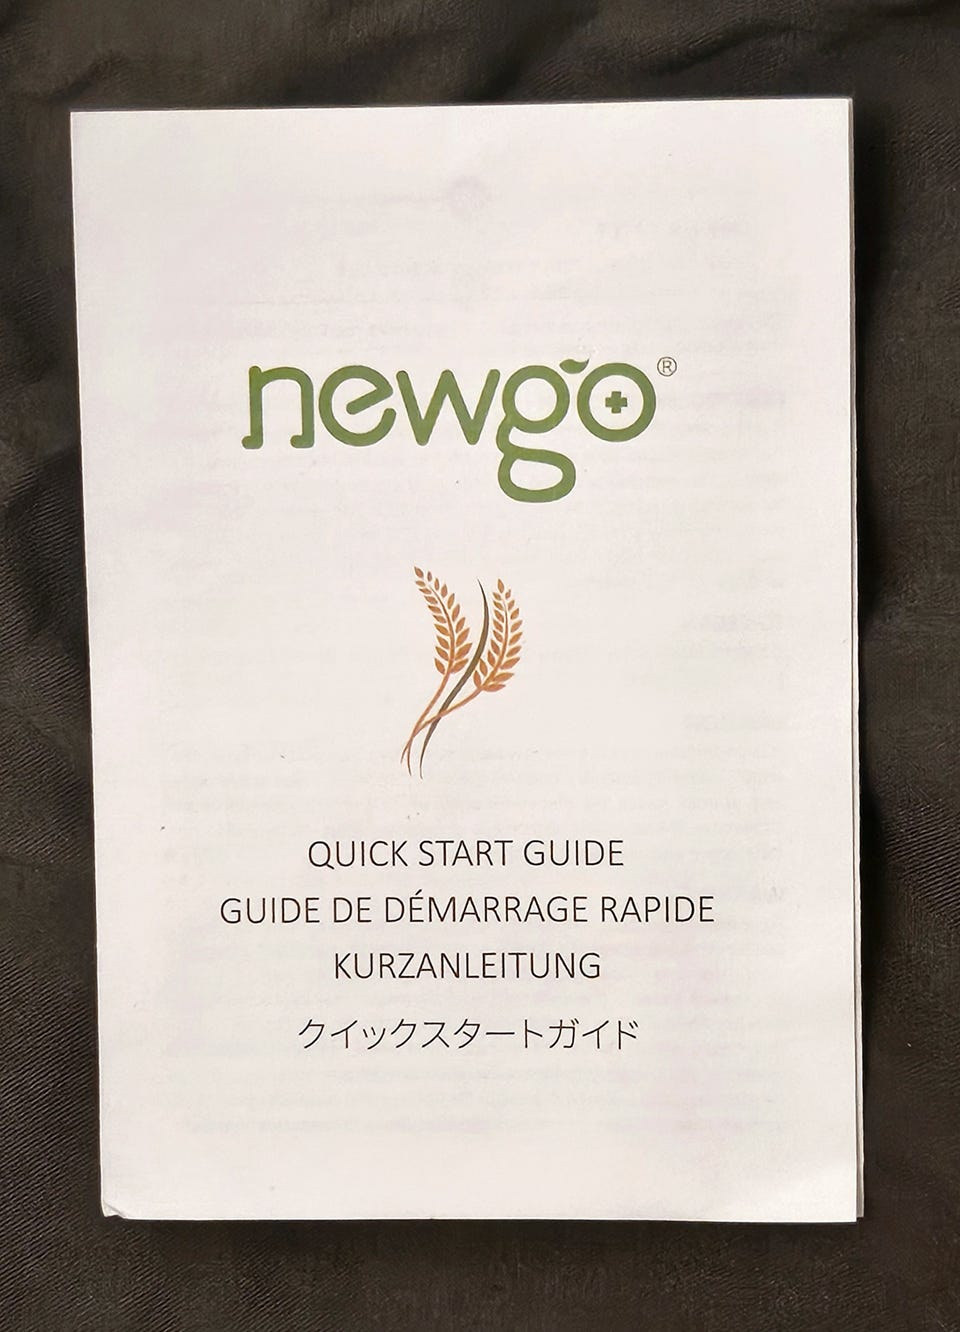 newgo®
QUICK START GUIDE
GUIDE DE DÉMARRAGE RAPIDE
KURZANLEITUNG
クイックスタートガイド